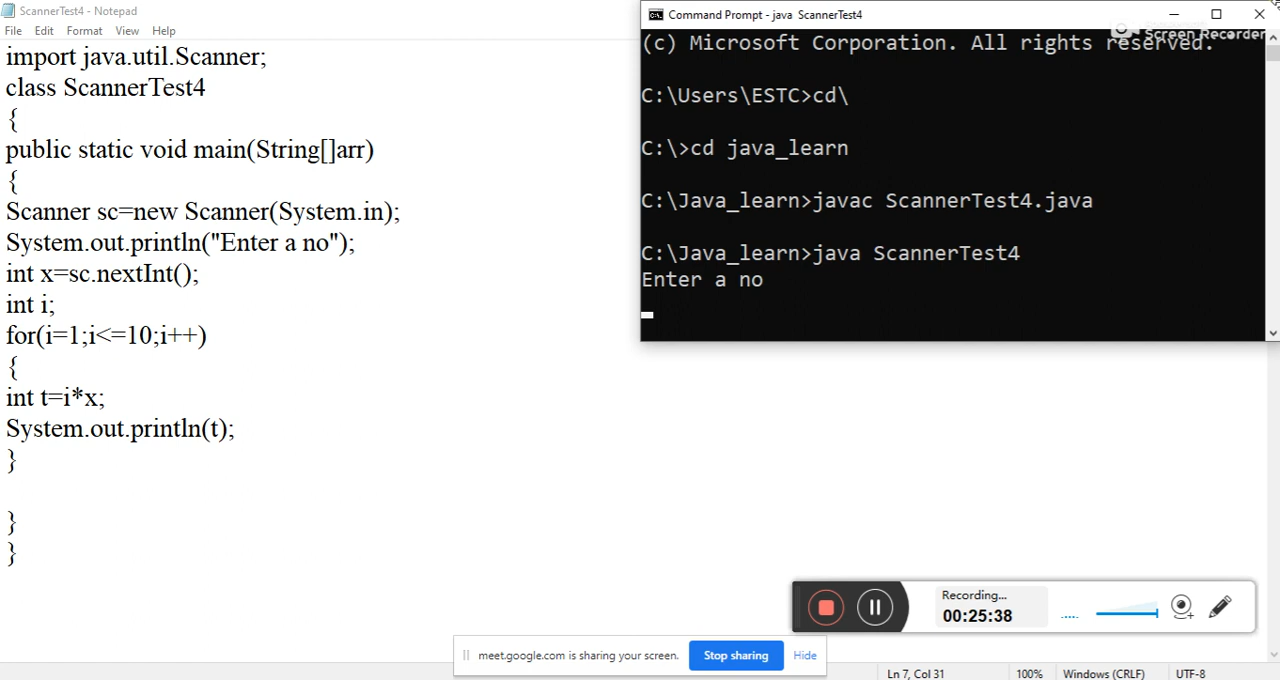 ScannerTest4 - Notepad
File Edit Format View Help
import java.util.Scanner;
class ScannerTest4
{
public static void main(String[]arr)
{
Scanner sc=new Scanner(System.in);
System.out.println("Enter a no");
int x=sc.nextInt();
int i;
for(i=1;i<=10;i++)
{
int t=i*x;
System.out.println(t);
}
}
}
Command Prompt - java ScannerTest4
Screen Recorder
(c) Microsoft Corporation. All rights reserved.
C:\Users\ESTC>cd\
C:\>cd java_learn
C:\Java_learn>javac ScannerTest4.java
C:\Java_learn>java ScannerTest4
Enter a no
Recording...
00:25:38
meet.google.com is sharing your screen. Stop sharing Hide
Ln 7, Col 31 100% Windows (CRLF) UTF-8